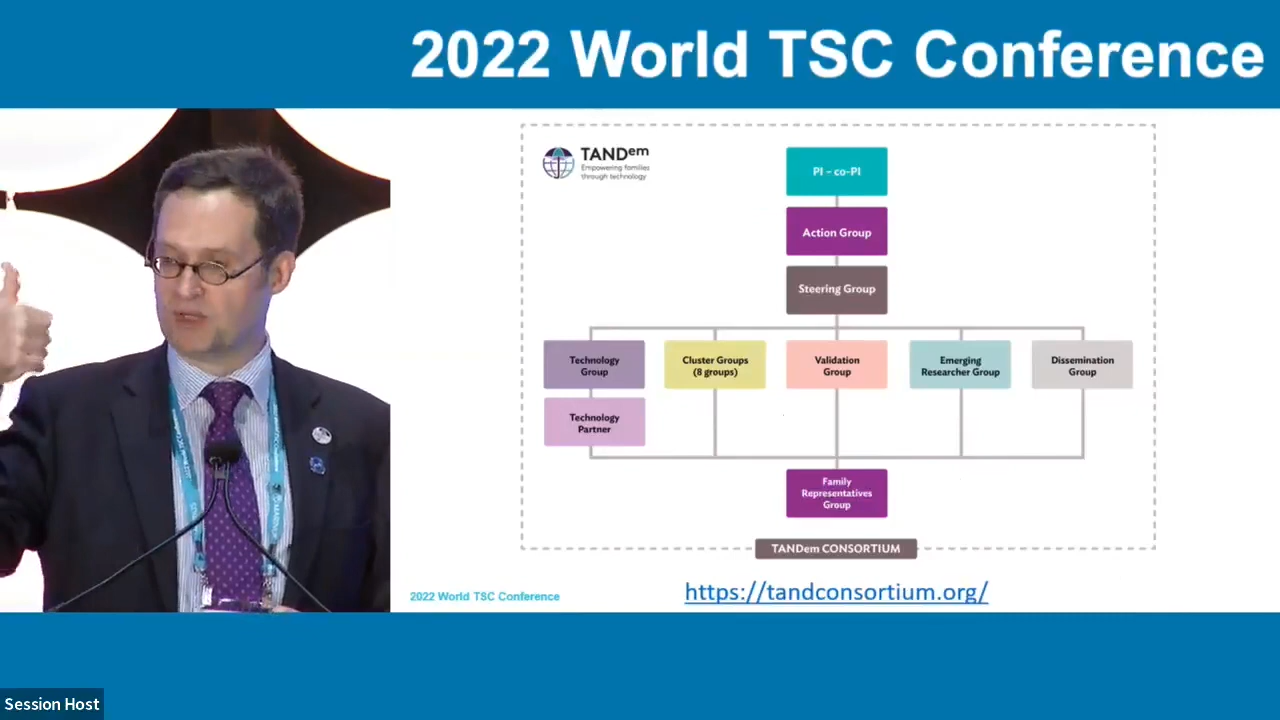 2022 World TSC Conference
TANDem
Empowering families
through technology
PI – co-PI
Action Group
Steering Group
Technology
Group
Cluster Groups
(8 groups)
Validation
Group
Emerging
Researcher Group
Dissemination
Group
Technology
Partner
Family
Representatives
Group
TANDem CONSORTIUM
2022 World TSC Conference
https://tandconsortium.org/
Session Host